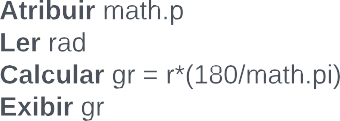 Atribuir math.p
Ler rad
Calcular gr = r*(180/math.pi)
Exibir gr